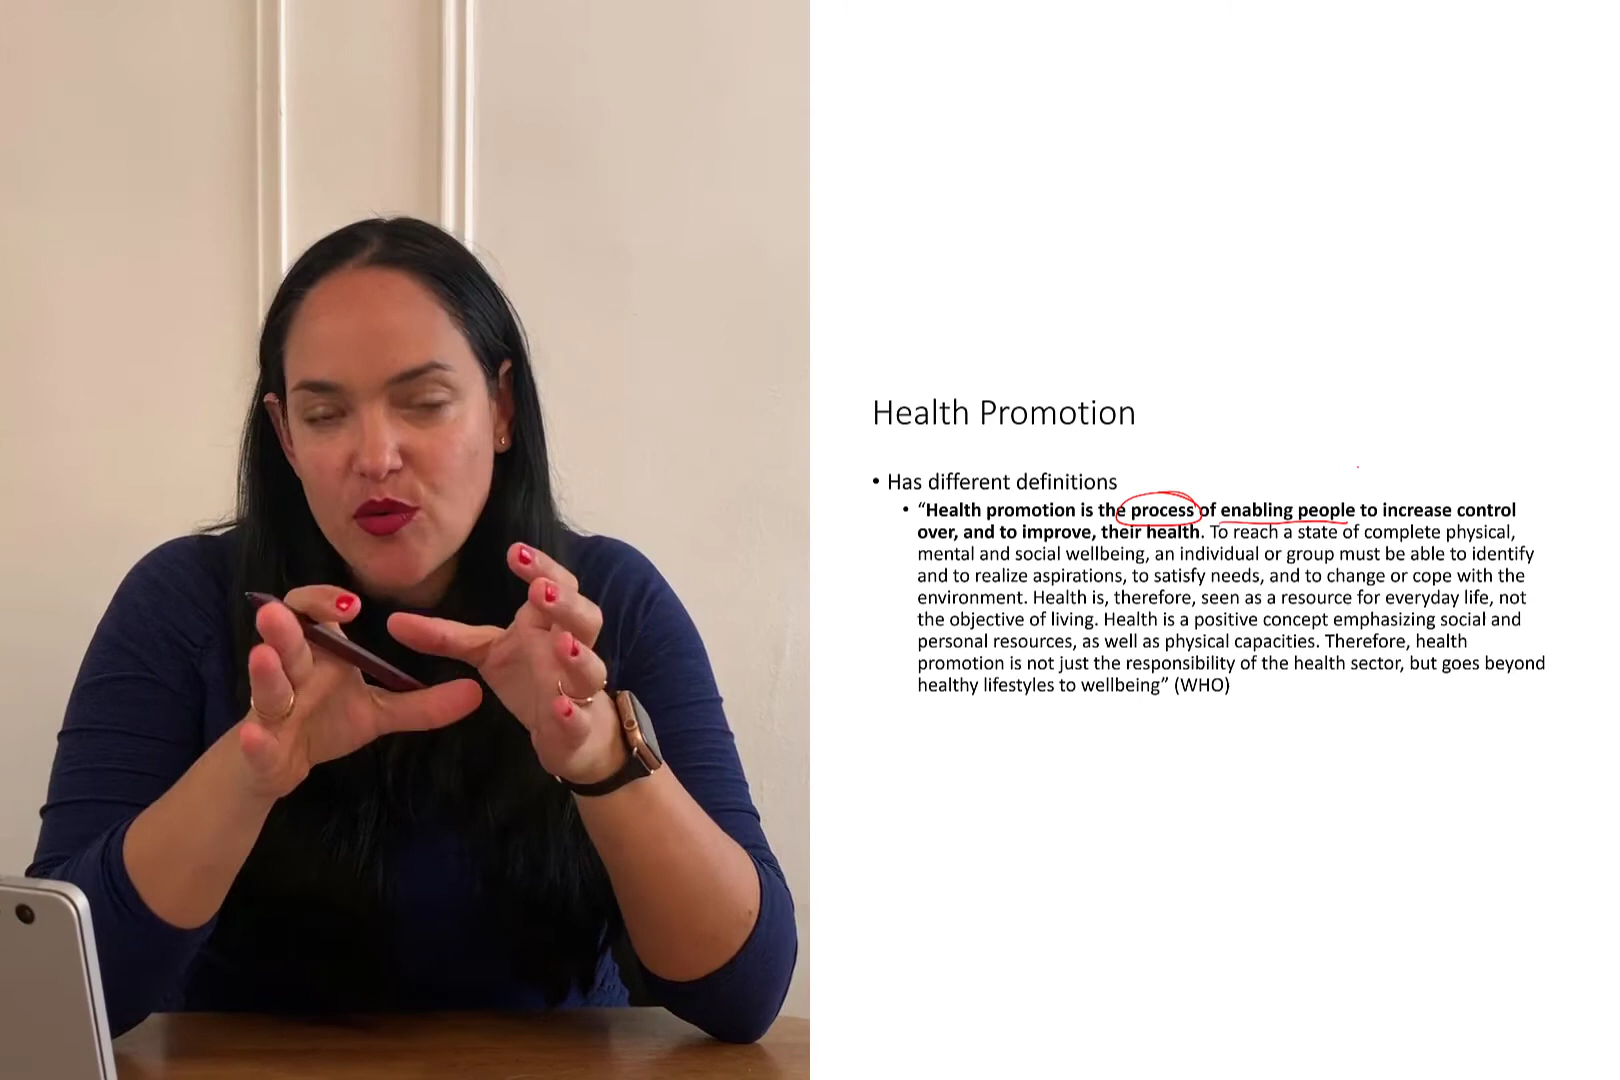 Health Promotion
• Has different definitions
• “Health promotion is the process of enabling people to increase control
over, and to improve, their health. To reach a state of complete physical,
mental and social wellbeing, an individual or group must be able to identify
and to realize aspirations, to satisfy needs, and to change or cope with the
environment. Health is, therefore, seen as a resource for everyday life, not
the objective of living. Health is a positive concept emphasizing social and
personal resources, as well as physical capacities. Therefore, health
promotion is not just the responsibility of the health sector, but goes beyond
healthy lifestyles to wellbeing” (WHO)